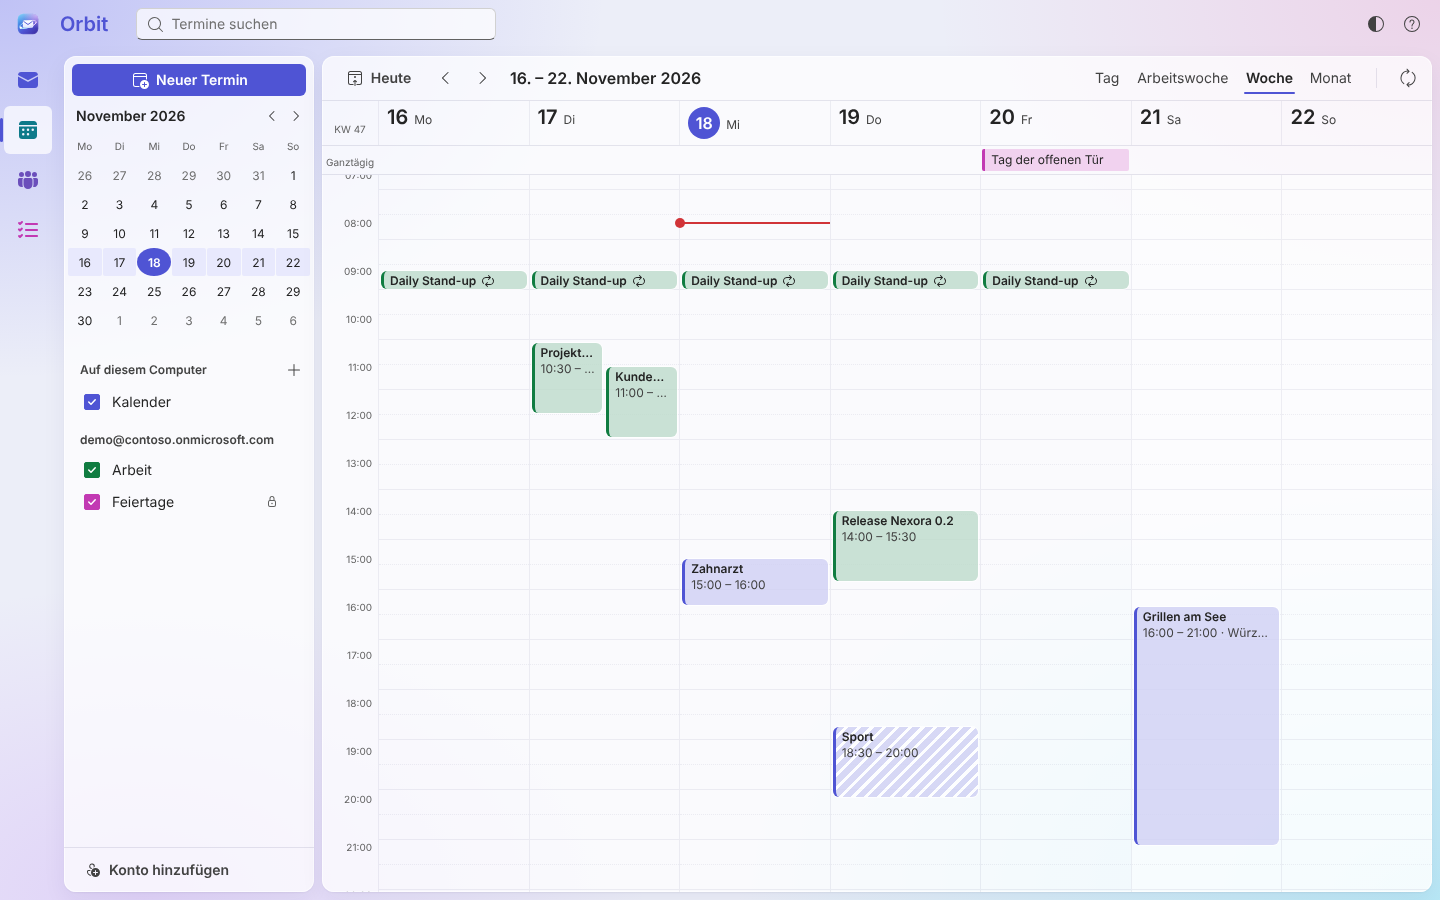 Orbit
Termine suchen
Neuer Termin
November 2026
Mo Di Mi Do Fr Sa So
26 27 28 29 30 31 1
2 3 4 5 6 7 8
9 10 11 12 13 14 15
16 17 18 19 20 21 22
23 24 25 26 27 28 29
30 1 2 3 4 5 6
Auf diesem Computer
Kalender
demo@contoso.onmicrosoft.com
Arbeit
Feiertage
Konto hinzufügen
Heute
16. – 22. November 2026
Tag Arbeitswoche Woche Monat
KW 47
16 Mo
17 Di
18 Mi
19 Do
20 Fr
21 Sa
22 So
Ganztägig
Tag der offenen Tür
07:00
08:00
09:00
Daily Stand-up
Daily Stand-up
Daily Stand-up
Daily Stand-up
Daily Stand-up
10:00
Projekt...
10:30 – ...
11:00
Kunde...
11:00 – ...
12:00
13:00
14:00
Release Nexora 0.2
14:00 – 15:30
15:00
Zahnarzt
15:00 – 16:00
16:00
Grillen am See
16:00 – 21:00 · Würz...
17:00
18:00
Sport
18:30 – 20:00
19:00
20:00
21:00